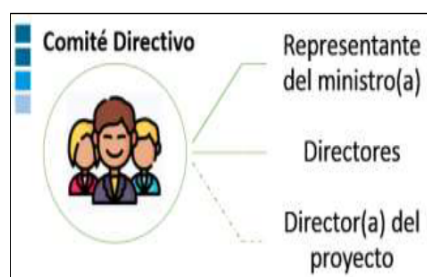 Comité Directivo
Representante
del ministro(a)
Directores
Director(a) del
proyecto